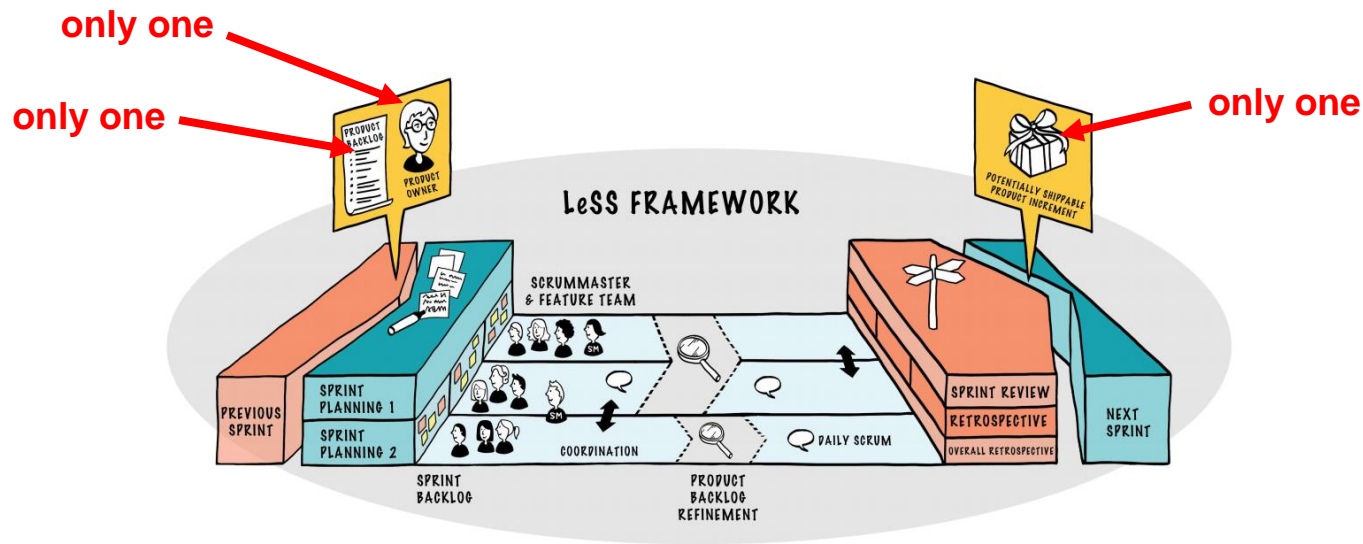 only one
only one
only one
PRODUCT
BACKLOG
PRODUCT
OWNER
POTENTIALLY SHIPPABLE
PRODUCT INCREMENT
LeSS FRAMEWORK
SCRUMMASTER
& FEATURE TEAM
SM
SM
PREVIOUS
SPRINT
SPRINT
PLANNING 1
SPRINT
PLANNING 2
COORDINATION
DAILY SCRUM
SPRINT REVIEW
RETROSPECTIVE
OVERALL RETROSPECTIVE
NEXT
SPRINT
SPRINT
BACKLOG
PRODUCT
BACKLOG
REFINEMENT